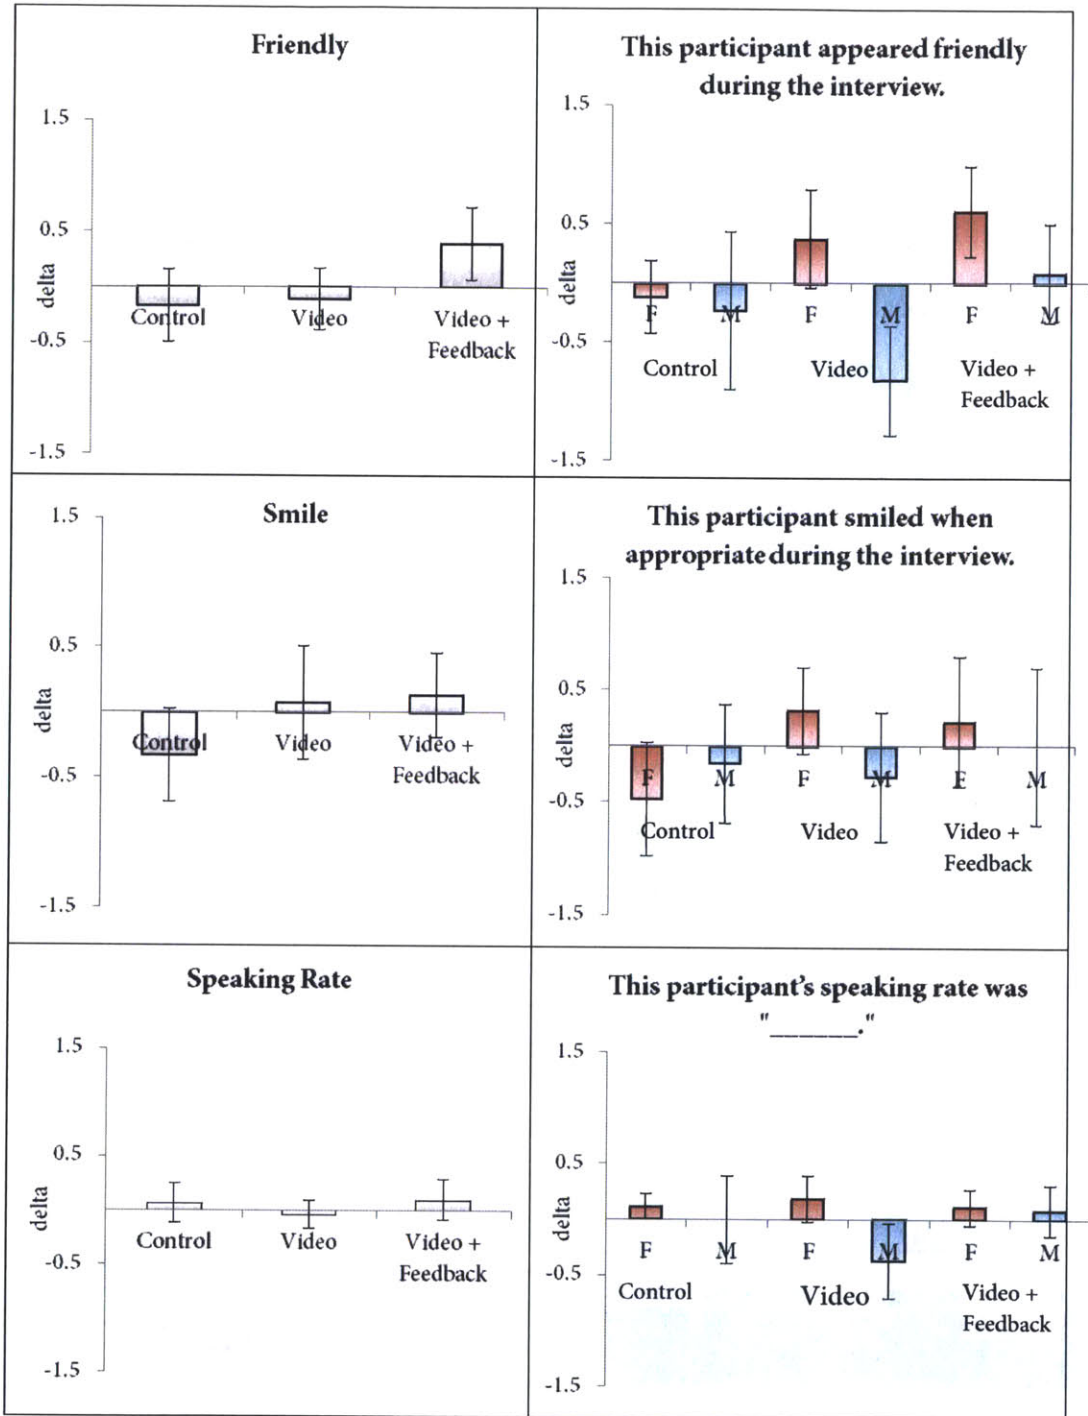 Friendly
1.5
0.5
delta
-0.5
-1.5
Control
Video
Video +
Feedback
This participant appeared friendly
during the interview.
1.5
0.5
delta
-0.5
-1.5
F
M
F
M
F
M
Control
Video
Video +
Feedback
Smile
1.5
0.5
delta
-0.5
-1.5
Control
Video
Video +
Feedback
This participant smiled when
appropriate during the interview.
1.5
0.5
delta
-0.5
-1.5
F
M
F
M
F
M
Control
Video
Video +
Feedback
Speaking Rate
1.5
0.5
delta
-0.5
-1.5
Control
Video
Video +
Feedback
This participant's speaking rate was
"_______."
1.5
0.5
delta
-0.5
-1.5
F
M
F
M
F
M
Control
Video
Video +
Feedback